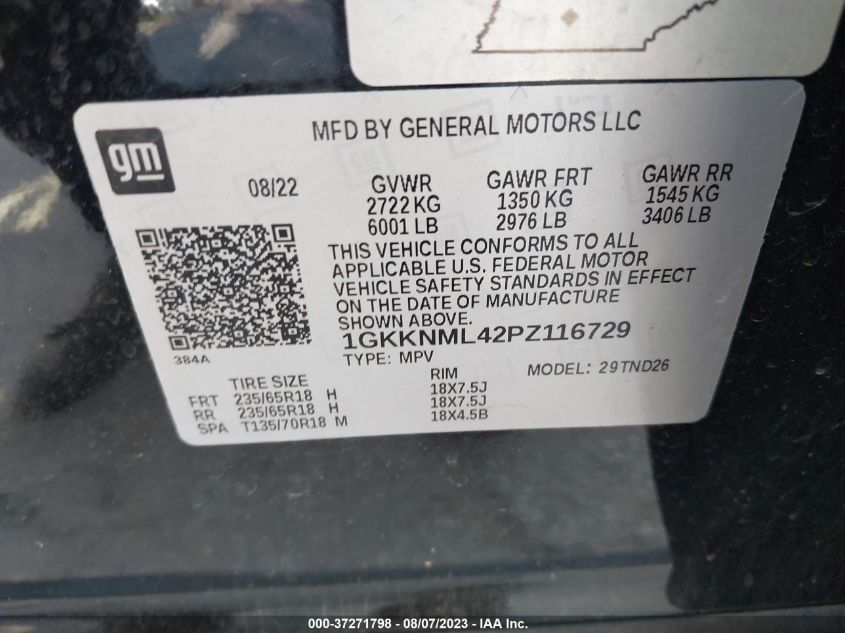 MFD BY GENERAL MOTORS LLC
gm
08/22
GVWR GAWR FRT GAWR RR
2722 KG 1350 KG 1545 KG
6001 LB 2976 LB 3406 LB
THIS VEHICLE CONFORMS TO ALL
APPLICABLE U.S. FEDERAL MOTOR
VEHICLE SAFETY STANDARDS IN EFFECT
ON THE DATE OF MANUFACTURE
SHOWN ABOVE.
1GKKNML42PZ116729
384A
TYPE: MPV
MODEL: 29TND26
TIRE SIZE RIM
FRT 235/65R18 H 18X7.5J
RR 235/65R18 H 18X7.5J
SPA T135/70R18 M 18X4.5B
000-37271798 - 08/07/2023 - IAA Inc.